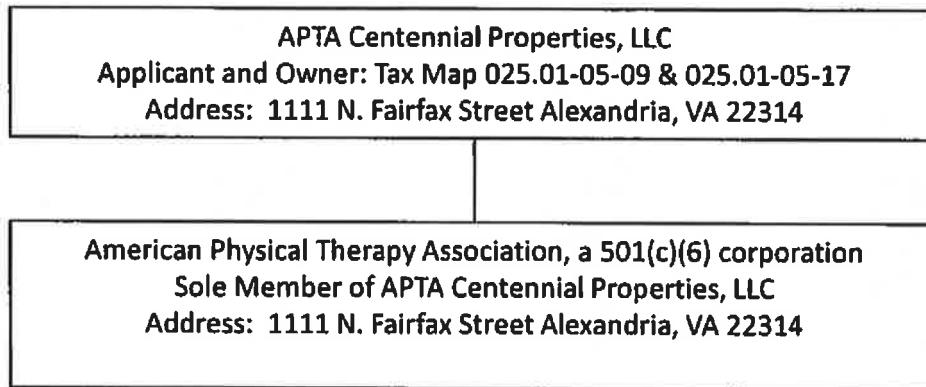 APTA Centennial Properties, LLC
Applicant and Owner: Tax Map 025.01-05-09 & 025.01-05-17
Address: 1111 N. Fairfax Street Alexandria, VA 22314
American Physical Therapy Association, a 501(c)(6) corporation
Sole Member of APTA Centennial Properties, LLC
Address: 1111 N. Fairfax Street Alexandria, VA 22314